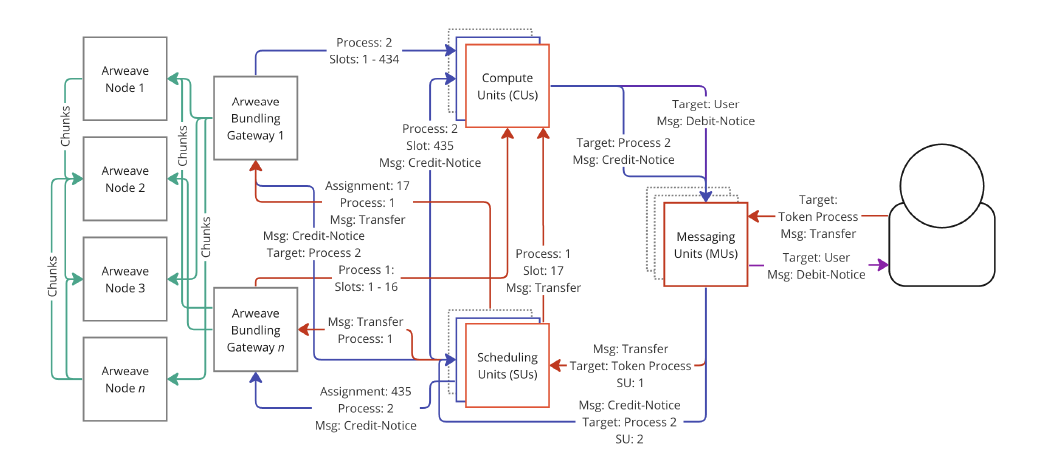 Process: 2
Slots: 1 - 434
Arweave
Node 1
Arweave
Bundling
Gateway 1
Compute
Units (CUs)
Target: User
Msg: Debit-Notice
Chunks
Chunks
Process: 2
Slot: 435
Msg: Credit-Notice
Target: Process 2
Msg: Credit-Notice
Arweave
Node 2
Assignment: 17
Process: 1
Msg: Transfer
Target:
Token Process
Msg: Transfer
Msg: Credit-Notice
Target: Process 2
Messaging
Units (MUs)
Chunks
Chunks
Arweave
Node 3
Process 1:
Slots: 1 - 16
Process: 1
Slot: 17
Msg: Transfer
Target: User
Msg: Debit-Notice
Arweave
Bundling
Gateway n
Msg: Transfer
Process: 1
Scheduling
Units (SUs)
Msg: Transfer
Target: Token Process
SU: 1
Arweave
Node n
Assignment: 435
Process: 2
Msg: Credit-Notice
Msg: Credit-Notice
Target: Process 2
SU: 2